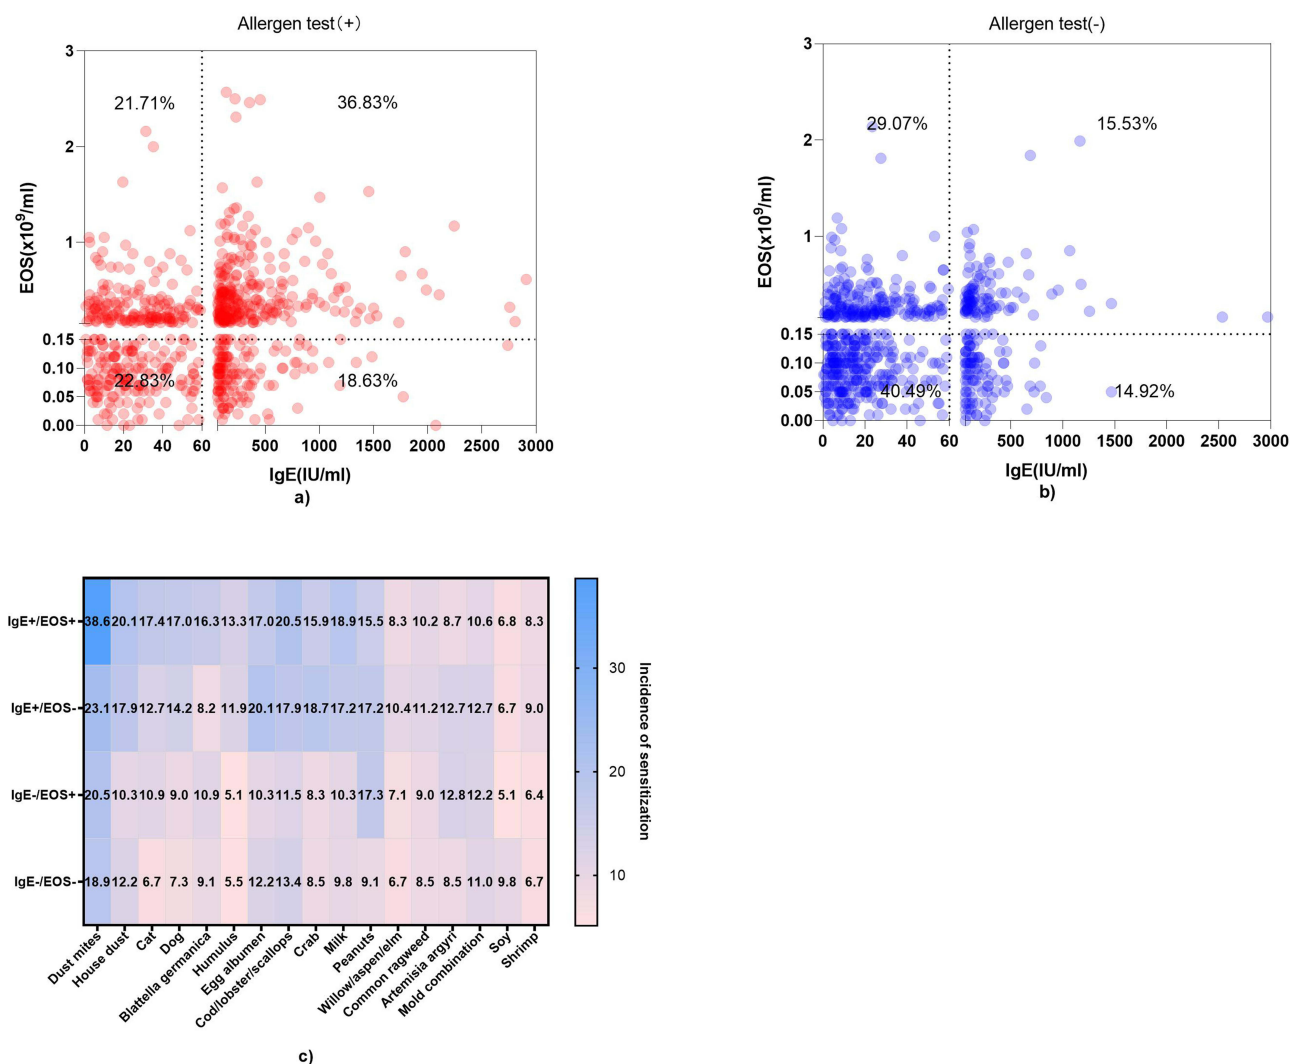 Allergen test(+)
3
2
1
0.15
0.10
0.05
0.00
EOS(x10⁹/ml)
21.71%
36.83%
22.83%
18.63%
0 20 40 60 500 1000 1500 2000 2500 3000
IgE(IU/ml)
a)
Allergen test(-)
3
2
1
0.15
0.10
0.05
0.00
EOS(x10⁹/ml)
29.07%
15.53%
40.49%
14.92%
0 20 40 60 500 1000 1500 2000 2500 3000
IgE(IU/ml)
b)
IgE+/EOS+ 38.6 20.1 17.4 17.0 16.3 13.3 17.0 20.5 15.9 18.9 15.5 8.3 10.2 8.7 10.6 6.8 8.3
IgE+/EOS- 23.1 17.9 12.7 14.2 8.2 11.9 20.1 17.9 18.7 17.2 17.2 10.4 11.2 12.7 12.7 6.7 9.0
IgE-/EOS+ 20.5 10.3 10.9 9.0 10.9 5.1 10.3 11.5 8.3 10.3 17.3 7.1 9.0 12.8 12.2 5.1 6.4
IgE-/EOS- 18.9 12.2 6.7 7.3 9.1 5.5 12.2 13.4 8.5 9.8 9.1 6.7 8.5 8.5 11.0 9.8 6.7
Dust mites
House dust
Cat
Dog
Blattella germanica
Humulus
Egg albumen
Cod/lobster/scallops
Crab
Milk
Peanuts
Willow/aspen/elm
Common ragweed
Artemisia argyri
Mold combination
Soy
Shrimp
30
20
10
Incidence of sensitization
c)